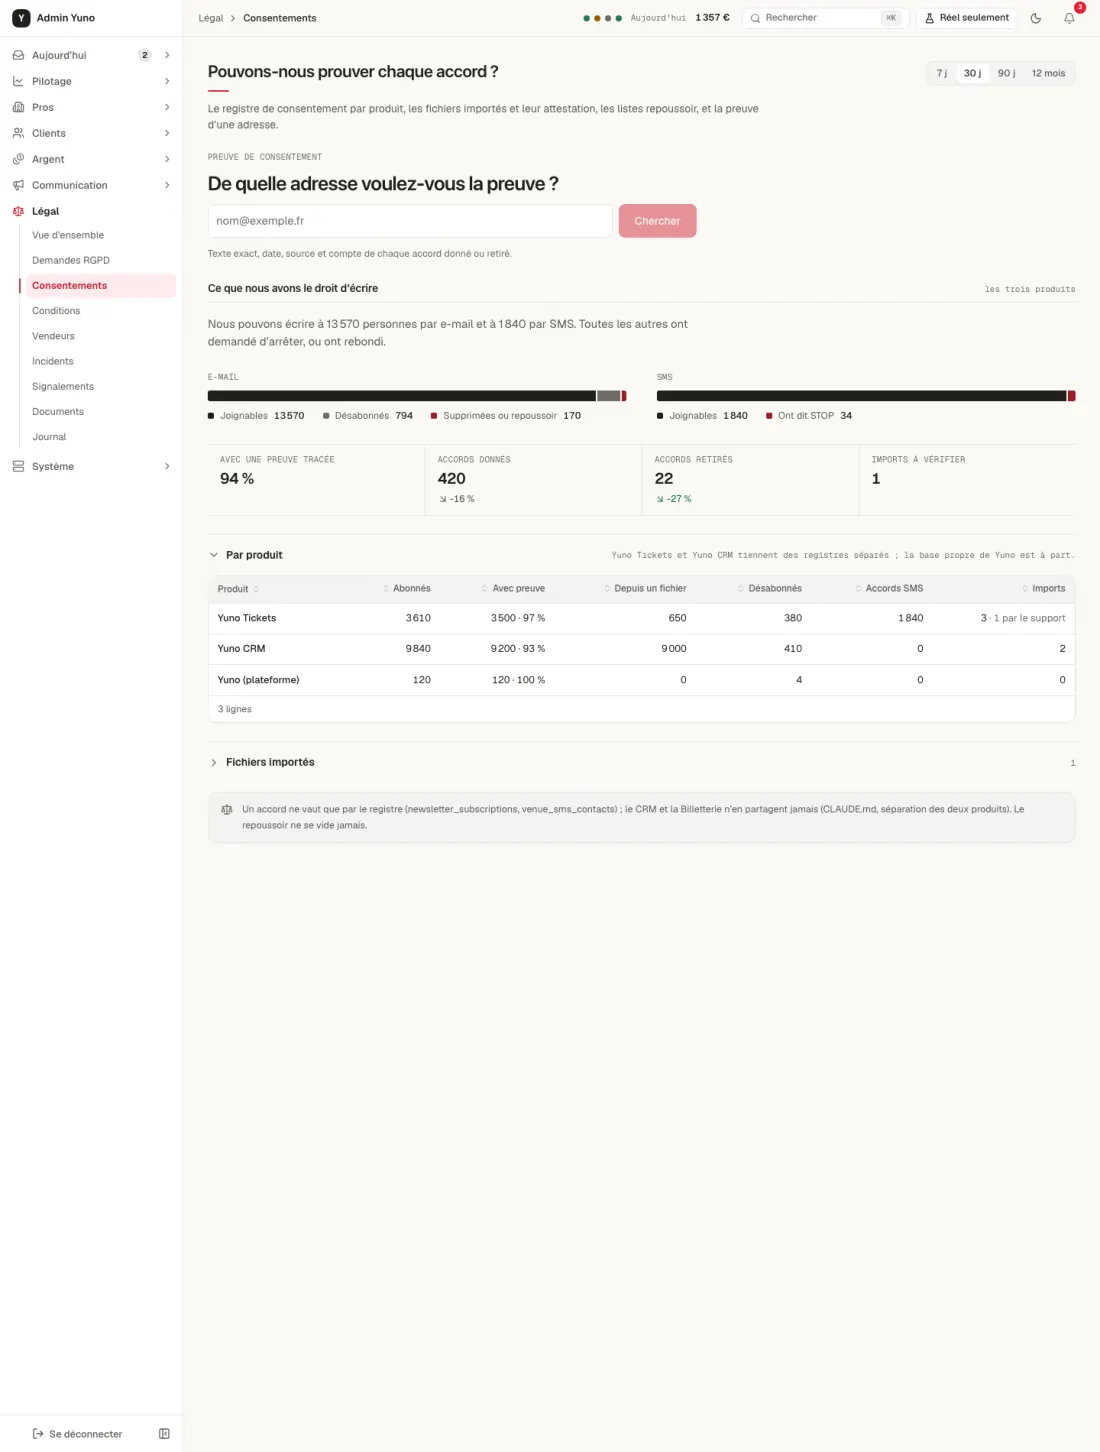 Y Admin Yuno
Légal > Consentements
Aujourd'hui 1 357 €
Rechercher ⌘K
Réel seulement
3
Aujourd'hui 2
Pilotage
Pros
Clients
Argent
Communication
Légal
Vue d'ensemble
Demandes RGPD
Consentements
Conditions
Vendeurs
Incidents
Signalements
Documents
Journal
Système
Se déconnecter
Pouvons-nous prouver chaque accord ?
7 j 30 j 90 j 12 mois
Le registre de consentement par produit, les fichiers importés et leur attestation, les listes repoussoir, et la preuve
d'une adresse.
PREUVE DE CONSENTEMENT
De quelle adresse voulez-vous la preuve ?
nom@exemple.fr
Chercher
Texte exact, date, source et compte de chaque accord donné ou retiré.
Ce que nous avons le droit d'écrire
les trois produits
Nous pouvons écrire à 13 570 personnes par e-mail et à 1 840 par SMS. Toutes les autres ont
demandé d'arrêter, ou ont rebondi.
E-MAIL
Joignables 13 570 Désabonnés 794 Supprimées ou repoussoir 170
SMS
Joignables 1 840 Ont dit STOP 34
AVEC UNE PREUVE TRACÉE
94 %
ACCORDS DONNÉS
420
↘ -16 %
ACCORDS RETIRÉS
22
↘ -27 %
IMPORTS À VÉRIFIER
1
Par produit
Yuno Tickets et Yuno CRM tiennent des registres séparés ; la base propre de Yuno est à part.
Produit Abonnés Avec preuve Depuis un fichier Désabonnés Accords SMS Imports
Yuno Tickets 3 610 3 500 · 97 % 650 380 1 840 3 · 1 par le support
Yuno CRM 9 840 9 200 · 93 % 9 000 410 0 2
Yuno (plateforme) 120 120 · 100 % 0 4 0 0
3 lignes
Fichiers importés 1
Un accord ne vaut que par le registre (newsletter_subscriptions, venue_sms_contacts) ; le CRM et la Billetterie n'en partagent jamais (CLAUDE.md, séparation des deux produits). Le
repoussoir ne se vide jamais.